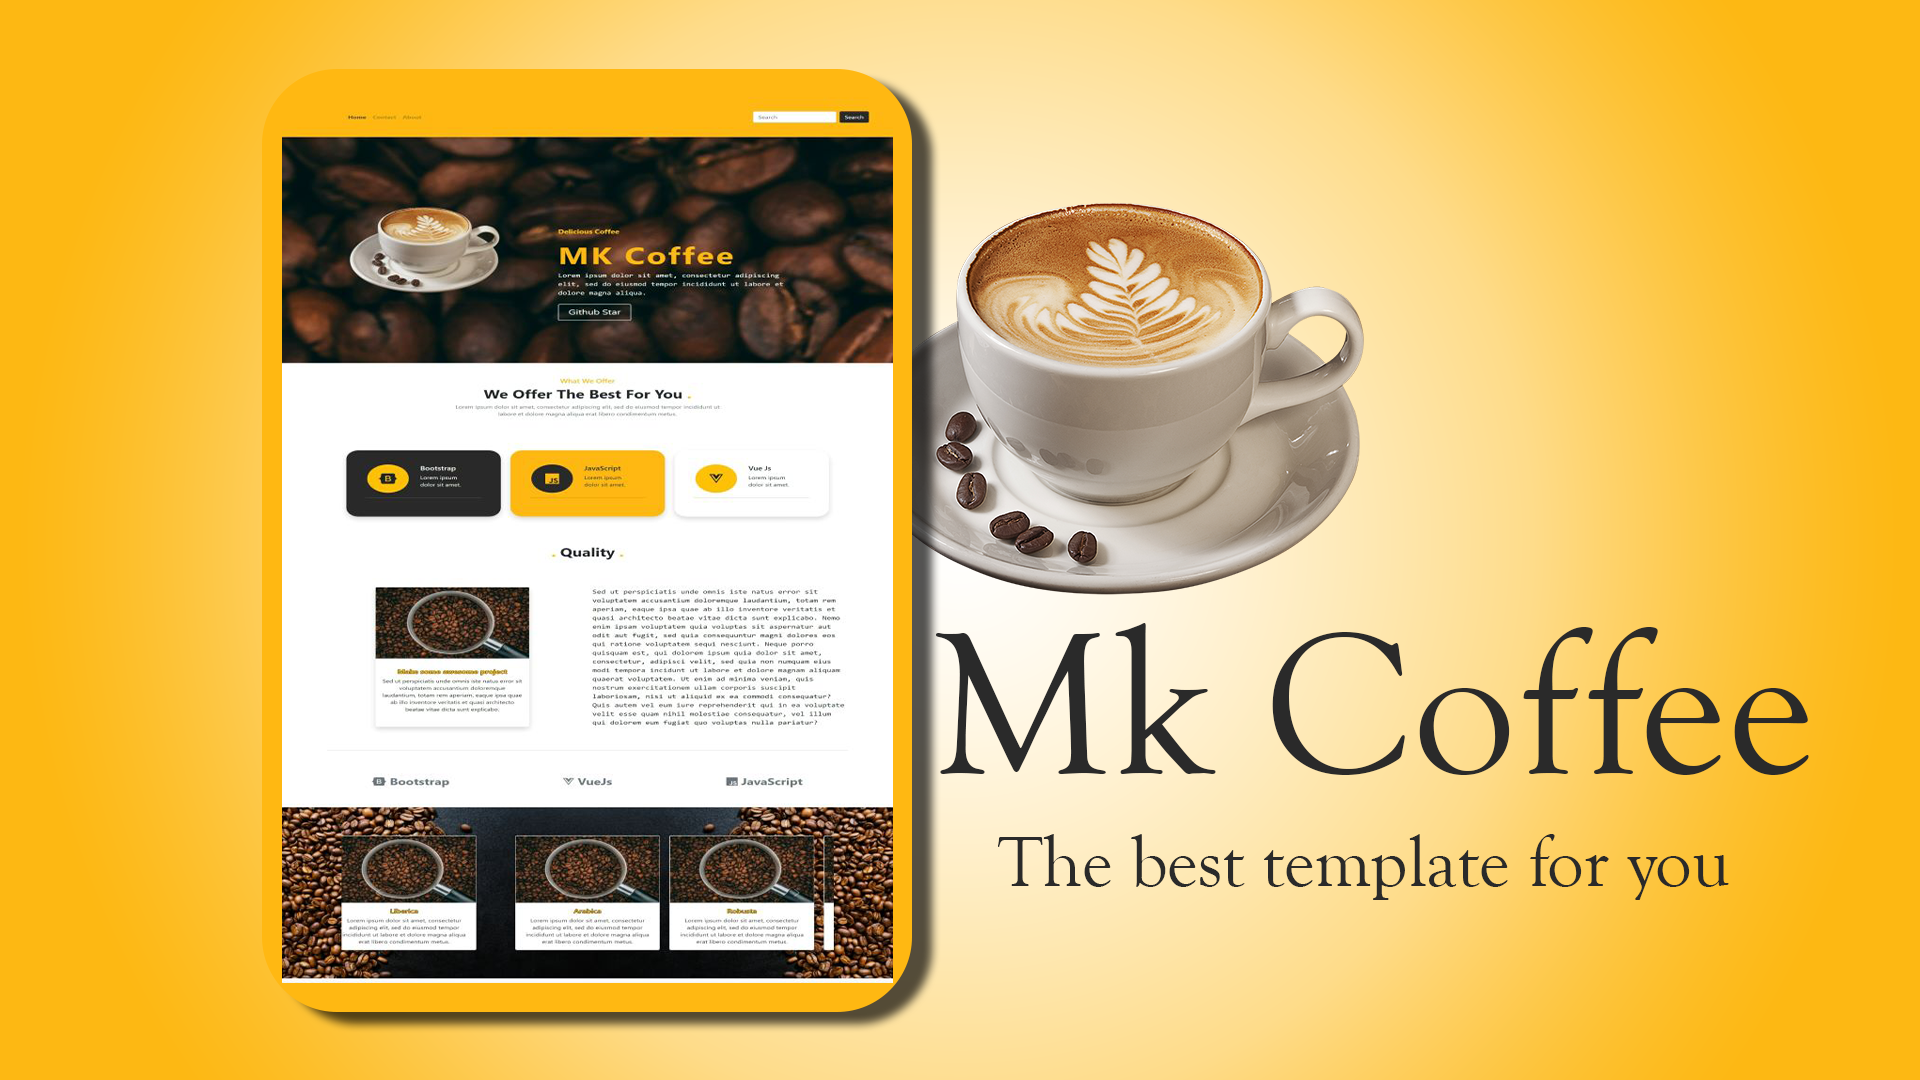 Home Contact About
Search Search
Delicious Coffee
MK Coffee
Lorem ipsum dolor sit amet, consectetur adipiscing
elit, sed do eiusmod tempor incididunt ut labore et
dolore magna aliqua.
Github Star
What We Offer
We Offer The Best For You .
Lorem ipsum dolor sit amet, consectetur adipiscing elit, sed do eiusmod tempor incididunt ut
labore et dolore magna aliqua erat libero condimentum metus.
Bootstrap
Lorem ipsum
dolor sit amet.
JavaScript
Lorem ipsum
dolor sit amet.
Vue Js
Lorem ipsum
dolor sit amet.
. Quality .
Make some awesome project
Sed ut perspiciatis unde omnis iste natus error sit
voluptatem accusantium doloremque
laudantium, totam rem aperiam, eaque ipsa quae
ab illo inventore veritatis et quasi architecto
beatae vitae dicta sunt explicabo.
Sed ut perspiciatis unde omnis iste natus error sit
voluptatem accusantium doloremque laudantium, totam rem
aperiam, eaque ipsa quae ab illo inventore veritatis et
quasi architecto beatae vitae dicta sunt explicabo. Nemo
enim ipsam voluptatem quia voluptas sit aspernatur aut
odit aut fugit, sed quia consequuntur magni dolores eos
qui ratione voluptatem sequi nesciunt. Neque porro
quisquam est, qui dolorem ipsum quia dolor sit amet,
consectetur, adipisci velit, sed quia non numquam eius
modi tempora incidunt ut labore et dolore magnam aliquam
quaerat voluptatem. Ut enim ad minima veniam, quis
nostrum exercitationem ullam corporis suscipit
laboriosam, nisi ut aliquid ex ea commodi consequatur?
Quis autem vel eum iure reprehenderit qui in ea voluptate
velit esse quam nihil molestiae consequatur, vel illum
qui dolorem eum fugiat quo voluptas nulla pariatur?
B Bootstrap
VueJs
JS JavaScript
Liberica
Lorem ipsum dolor sit amet, consectetur
adipiscing elit, sed do eiusmod tempor
incididunt ut labore et dolore magna aliqua
erat libero condimentum metus.
Arabica
Lorem ipsum dolor sit amet, consectetur
adipiscing elit, sed do eiusmod tempor
incididunt ut labore et dolore magna aliqua
erat libero condimentum metus.
Robusta
Lorem ipsum dolor sit amet, consectetur
adipiscing elit, sed do eiusmod tempor
incididunt ut labore et dolore magna aliqua
erat libero condimentum metus.
Mk Coffee
The best template for you